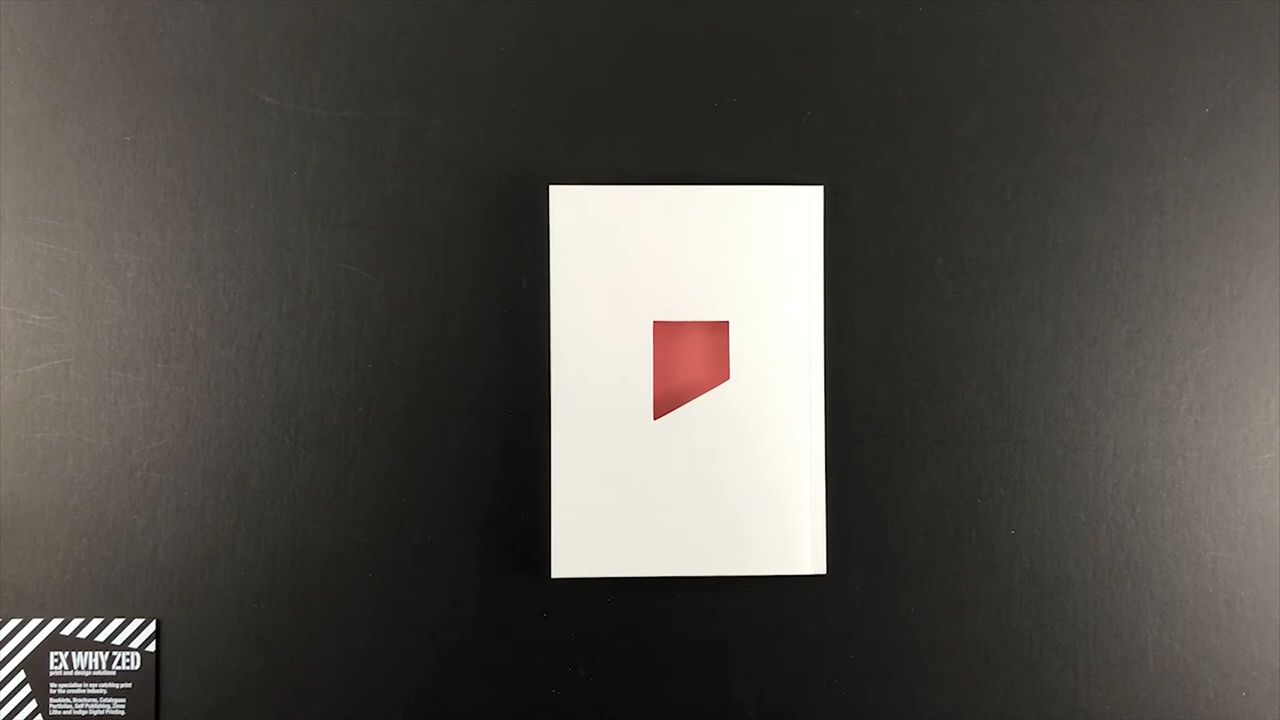 EX WHY ZED
print and design solutions
We specialise in eye catching print
for the creative industry.
Booklets, Brochures, Catalogues
Portfolios, Self Publishing, Zines
Litho and Indigo Digital Printing.